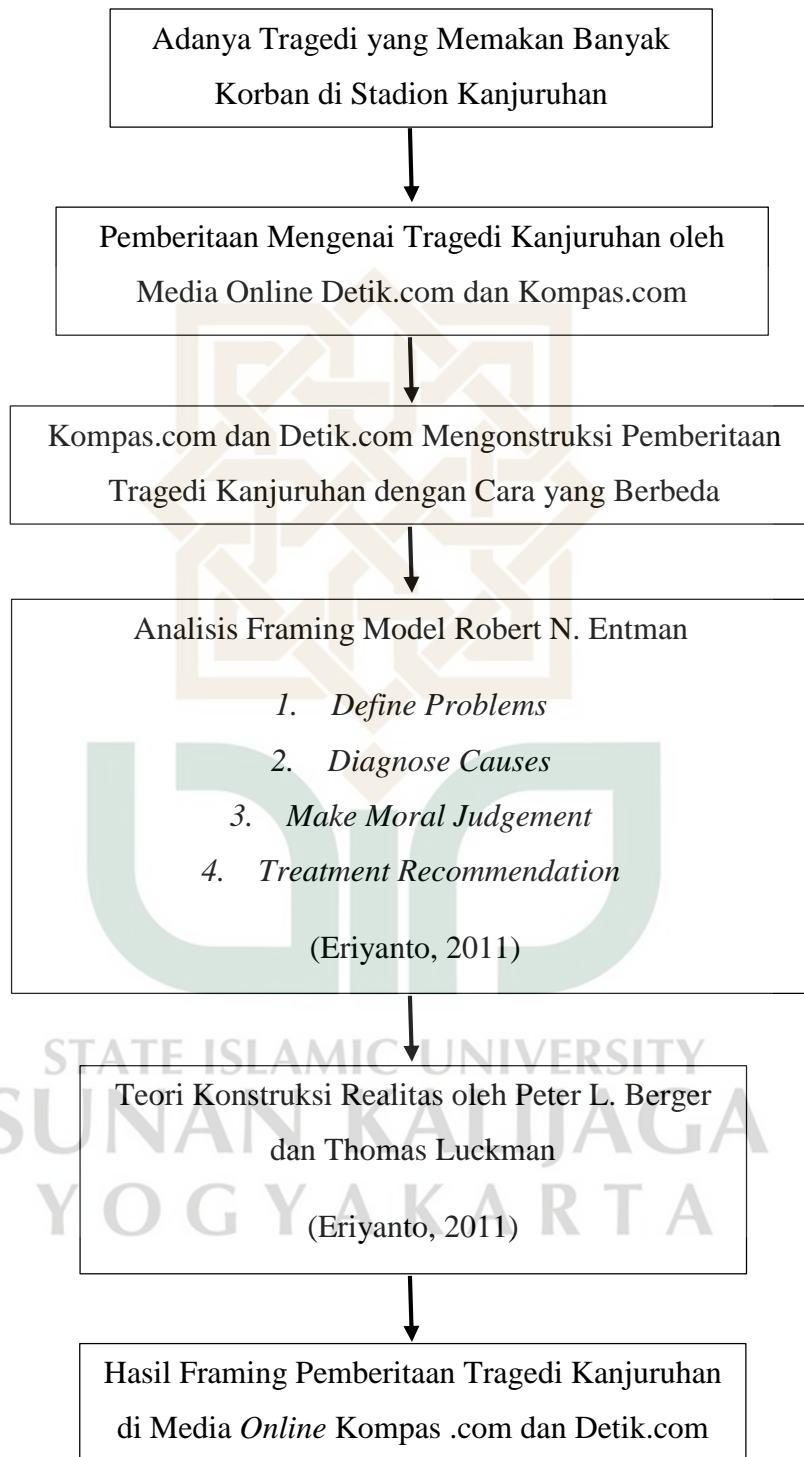 Adanya Tragedi yang Memakan Banyak
Korban di Stadion Kanjuruhan
Pemberitaan Mengenai Tragedi Kanjuruhan oleh
Media Online Detik.com dan Kompas.com
Kompas.com dan Detik.com Mengonstruksi Pemberitaan
Tragedi Kanjuruhan dengan Cara yang Berbeda
Analisis Framing Model Robert N. Entman
1. Define Problems
2. Diagnose Causes
3. Make Moral Judgement
4. Treatment Recommendation
(Eriyanto, 2011)
STATE ISLAMIC UNIVERSITY
SUNAN KALIJAGA
YOGYAKARTA
Teori Konstruksi Realitas oleh Peter L. Berger
dan Thomas Luckman
(Eriyanto, 2011)
Hasil Framing Pemberitaan Tragedi Kanjuruhan
di Media Online Kompas .com dan Detik.com